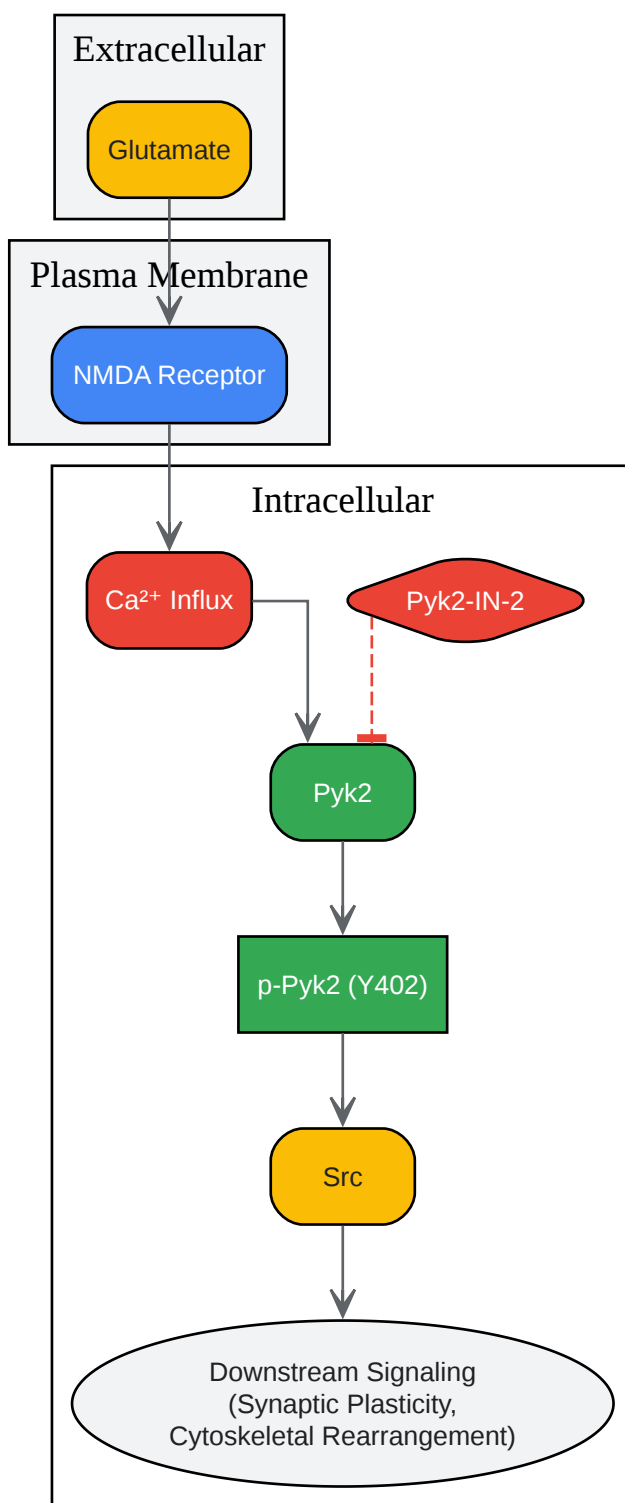 Extracellular
Glutamate
Plasma Membrane
NMDA Receptor
Intracellular
Ca²⁺ Influx
Pyk2-IN-2
Pyk2
p-Pyk2 (Y402)
Src
Downstream Signaling
(Synaptic Plasticity,
Cytoskeletal Rearrangement)